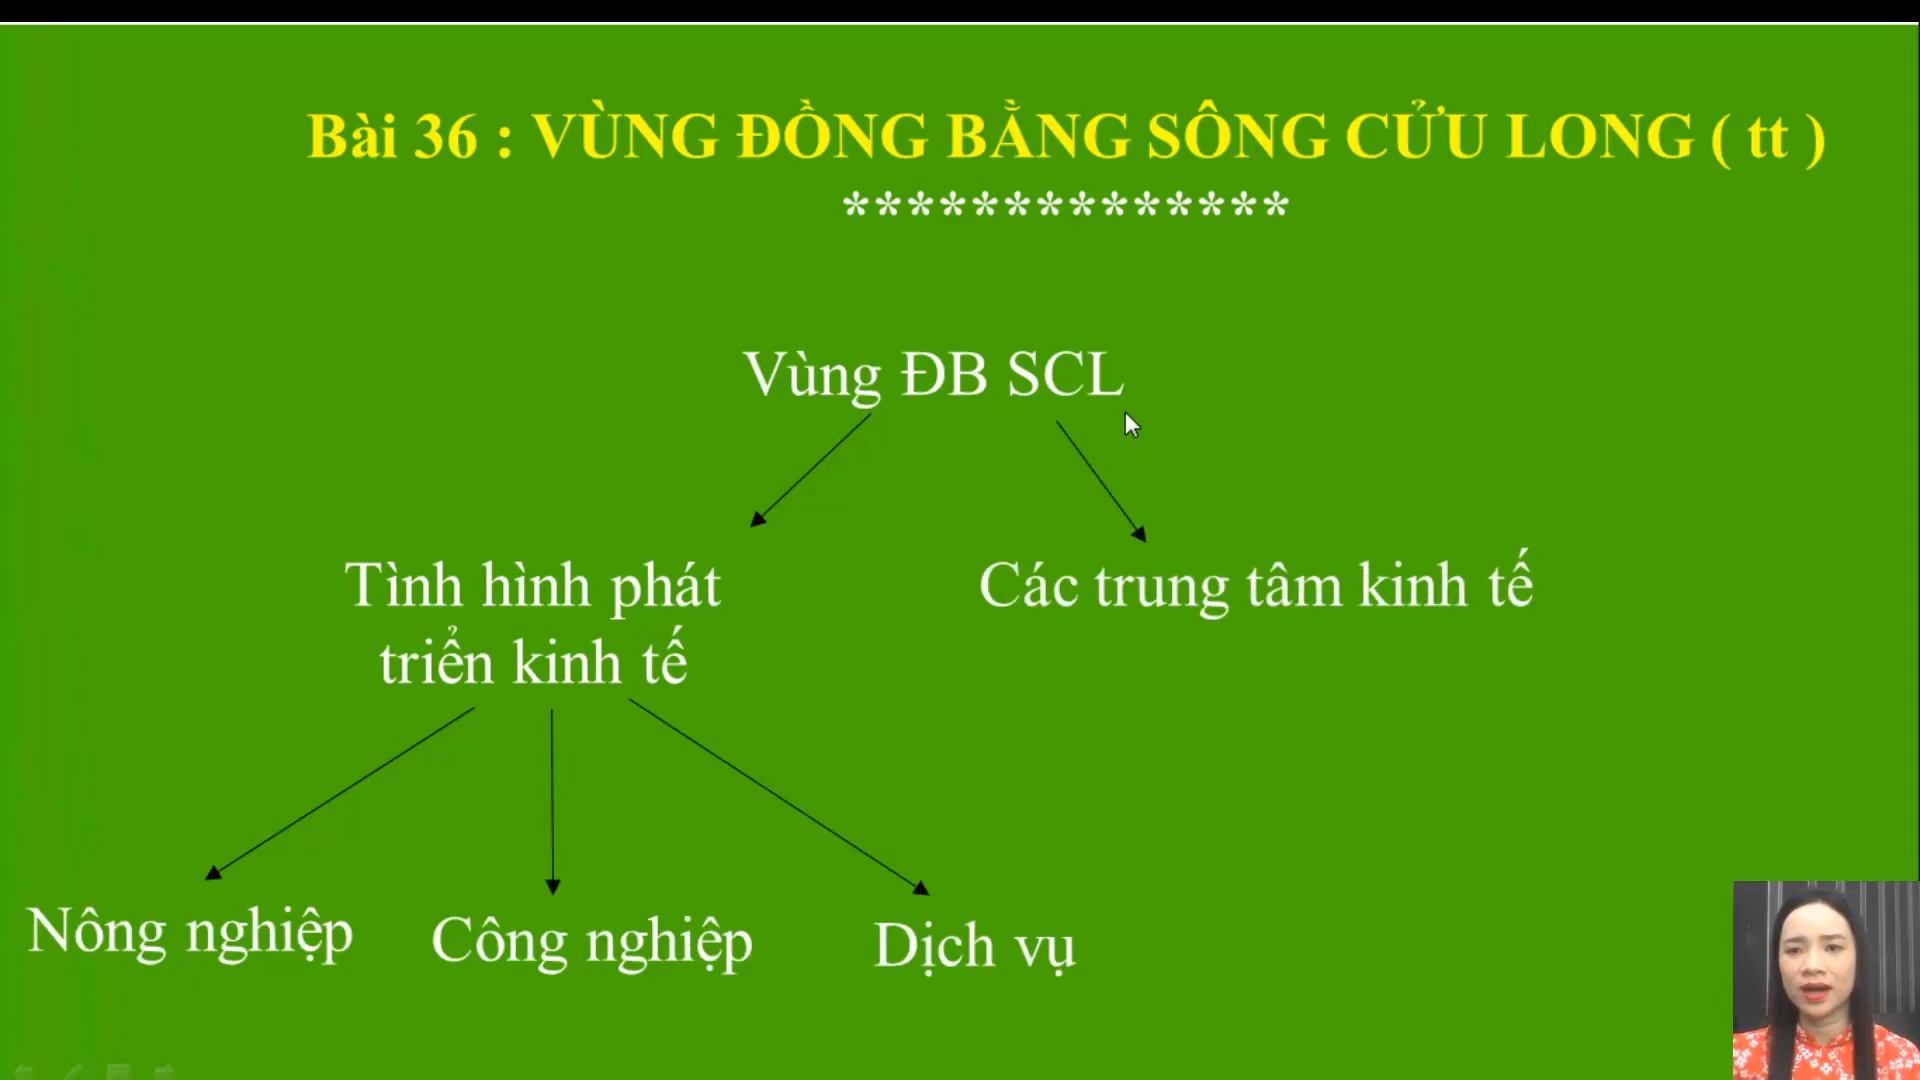 Bài 36 : VÙNG ĐỒNG BẰNG SÔNG CỬU LONG ( tt )
**************
Vùng ĐB SCL
Tình hình phát
triển kinh tế
Các trung tâm kinh tế
Nông nghiệp
Công nghiệp
Dịch vụ